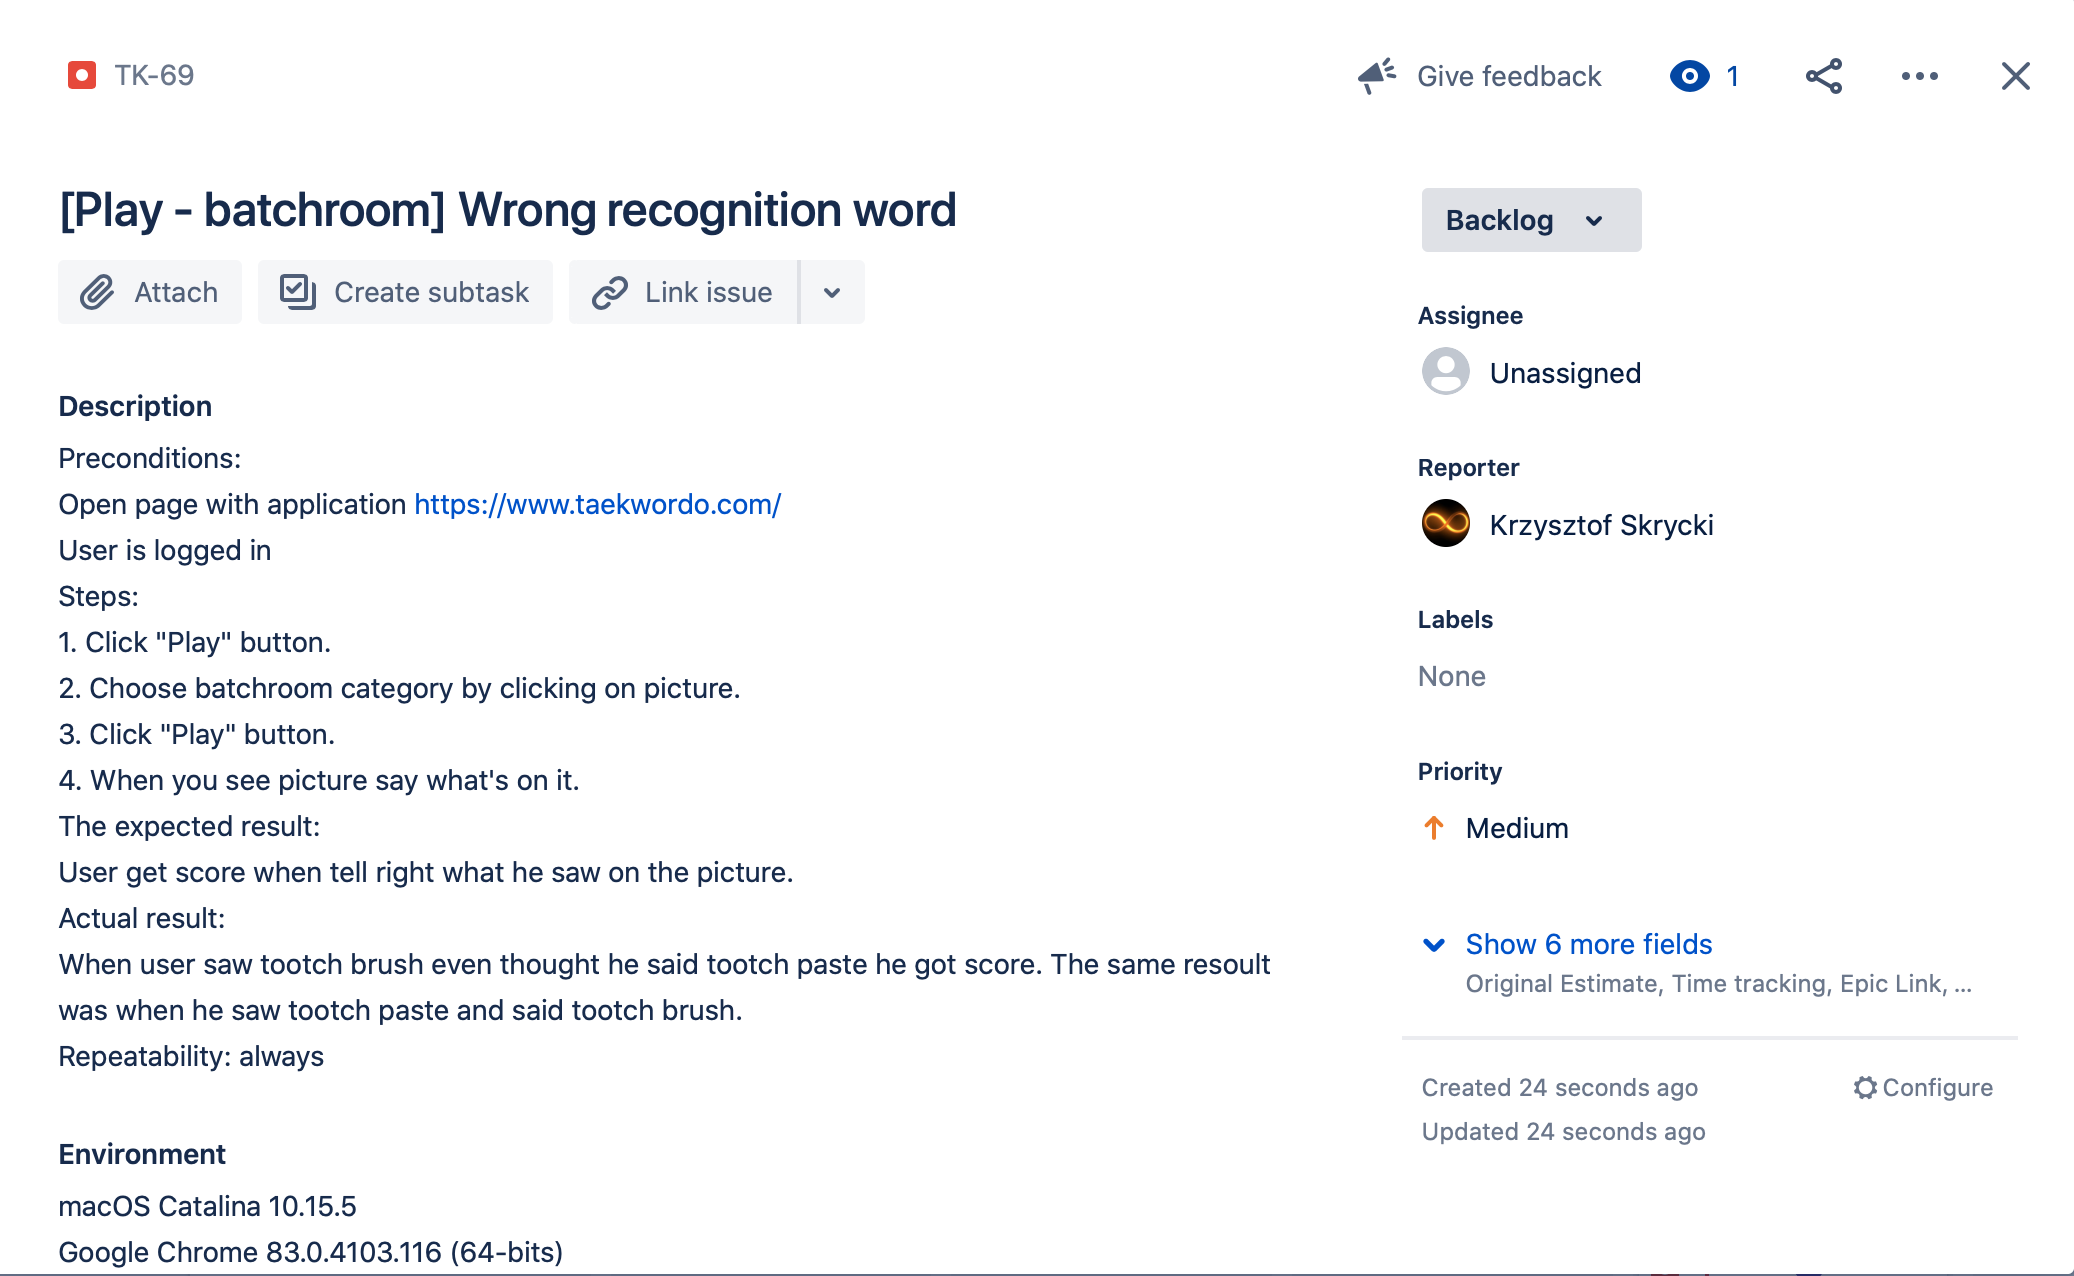 TK-69
Give feedback
1
[Play - batchroom] Wrong recognition word
Attach
Create subtask
Link issue
Description
Preconditions:
Open page with application https://www.taekwordo.com/
User is logged in
Steps:
1. Click "Play" button.
2. Choose batchroom category by clicking on picture.
3. Click "Play" button.
4. When you see picture say what's on it.
The expected result:
User get score when tell right what he saw on the picture.
Actual result:
When user saw tootch brush even thought he said tootch paste he got score. The same resoult
was when he saw tootch paste and said tootch brush.
Repeatability: always
Environment
macOS Catalina 10.15.5
Google Chrome 83.0.4103.116 (64-bits)
Backlog
Assignee
Unassigned
Reporter
Krzysztof Skrycki
Labels
None
Priority
Medium
Show 6 more fields
Original Estimate, Time tracking, Epic Link, ...
Created 24 seconds ago
Configure
Updated 24 seconds ago